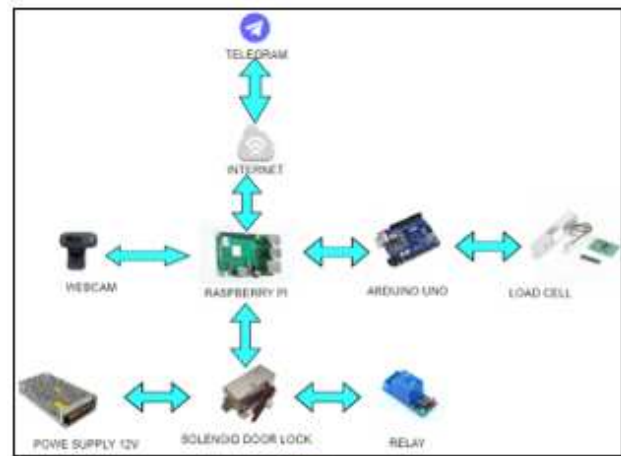 TELEGRAM
INTERNET
WEBCAM
RASPBERRY PI
ARDUINO UNO
LOAD CELL
POWE SUPPLY 12V
SOLENOID DOOR LOCK
RELAY